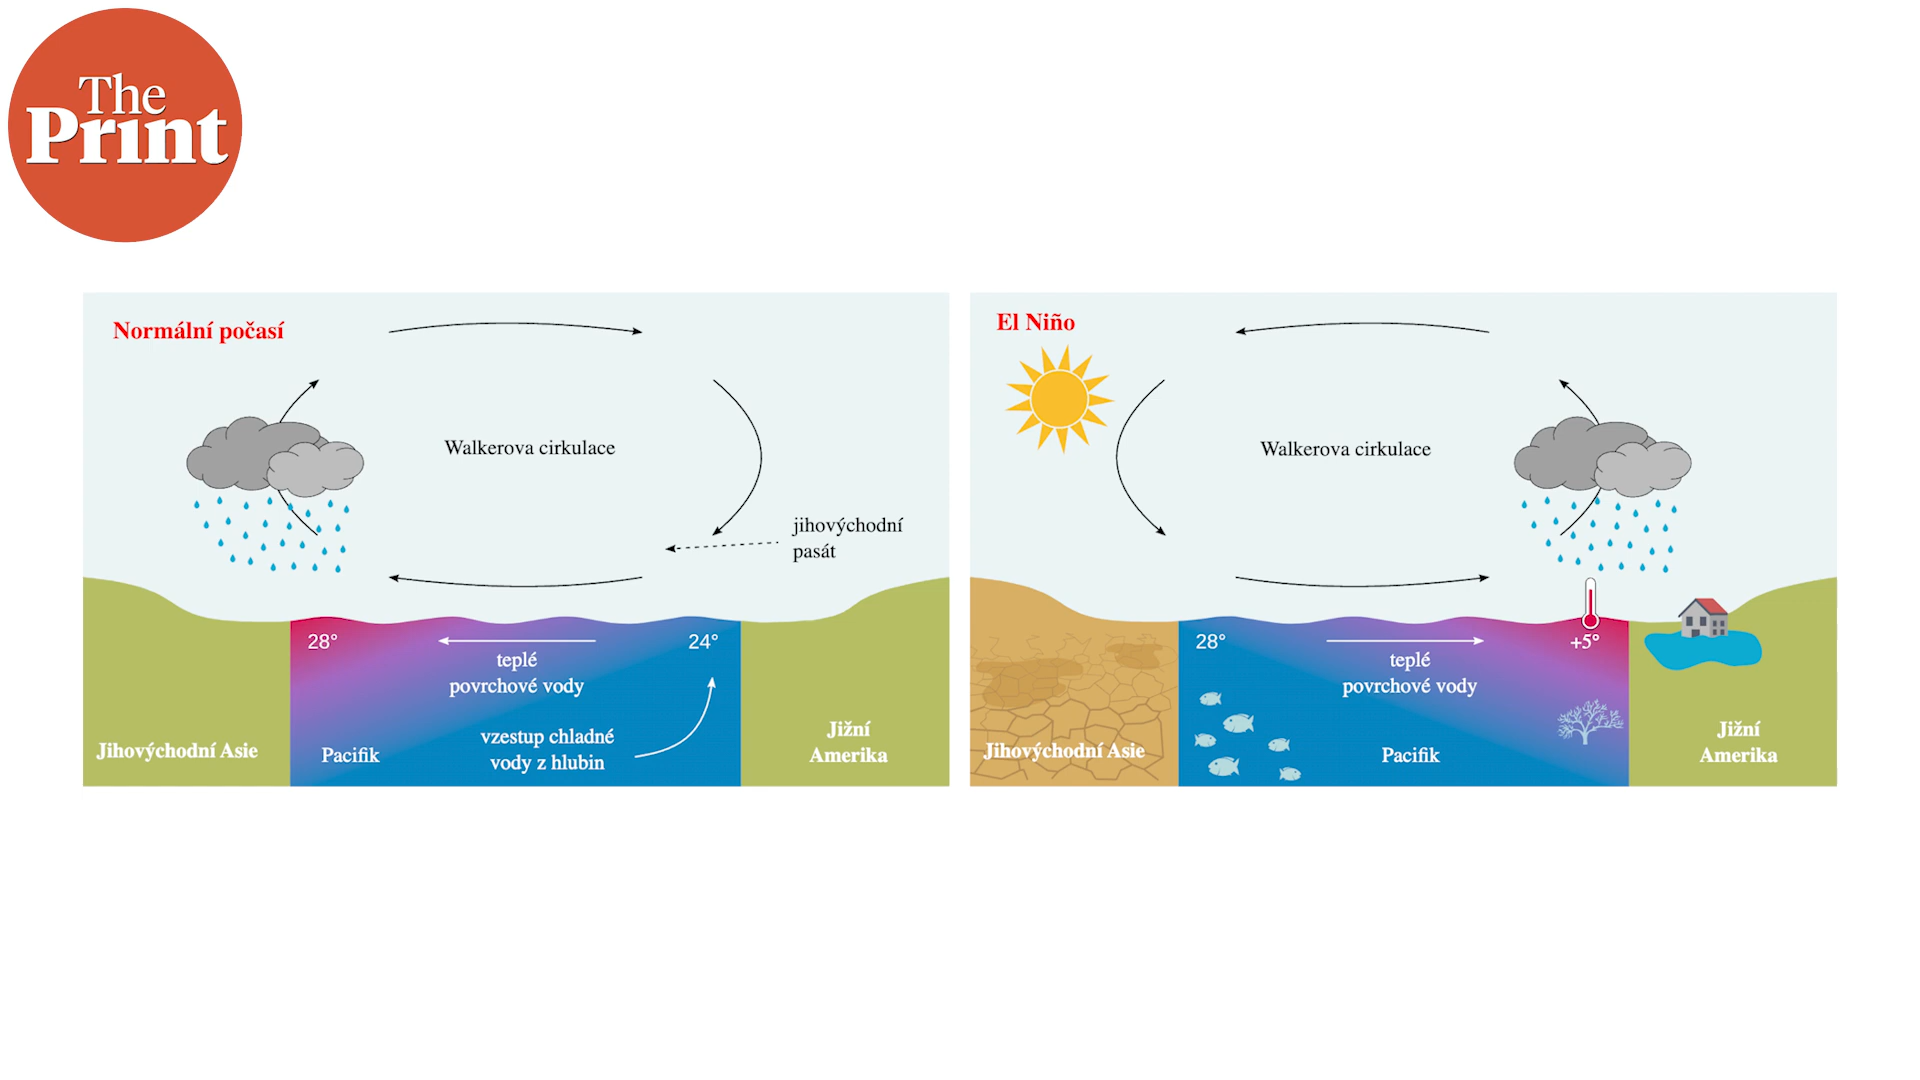 The
Print
Normální počasí
Walkerova cirkulace
jihovýchodní
pasát
28°
24°
teplé
povrchové vody
vzestup chladné
vody z hlubin
Jihovýchodní Asie
Pacifik
Jižní
Amerika
El Niño
Walkerova cirkulace
28°
+5°
teplé
povrchové vody
Jihovýchodní Asie
Pacifik
Jižní
Amerika